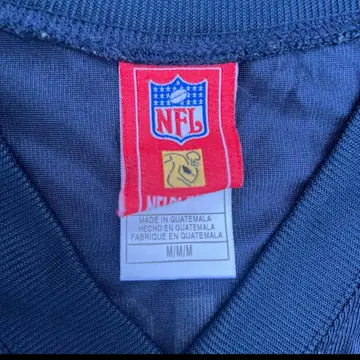 NFL
MADE IN GUATEMALA
HECHO EN GUATEMALA
FABRIQUE EN GUATEMALA
M/M/M